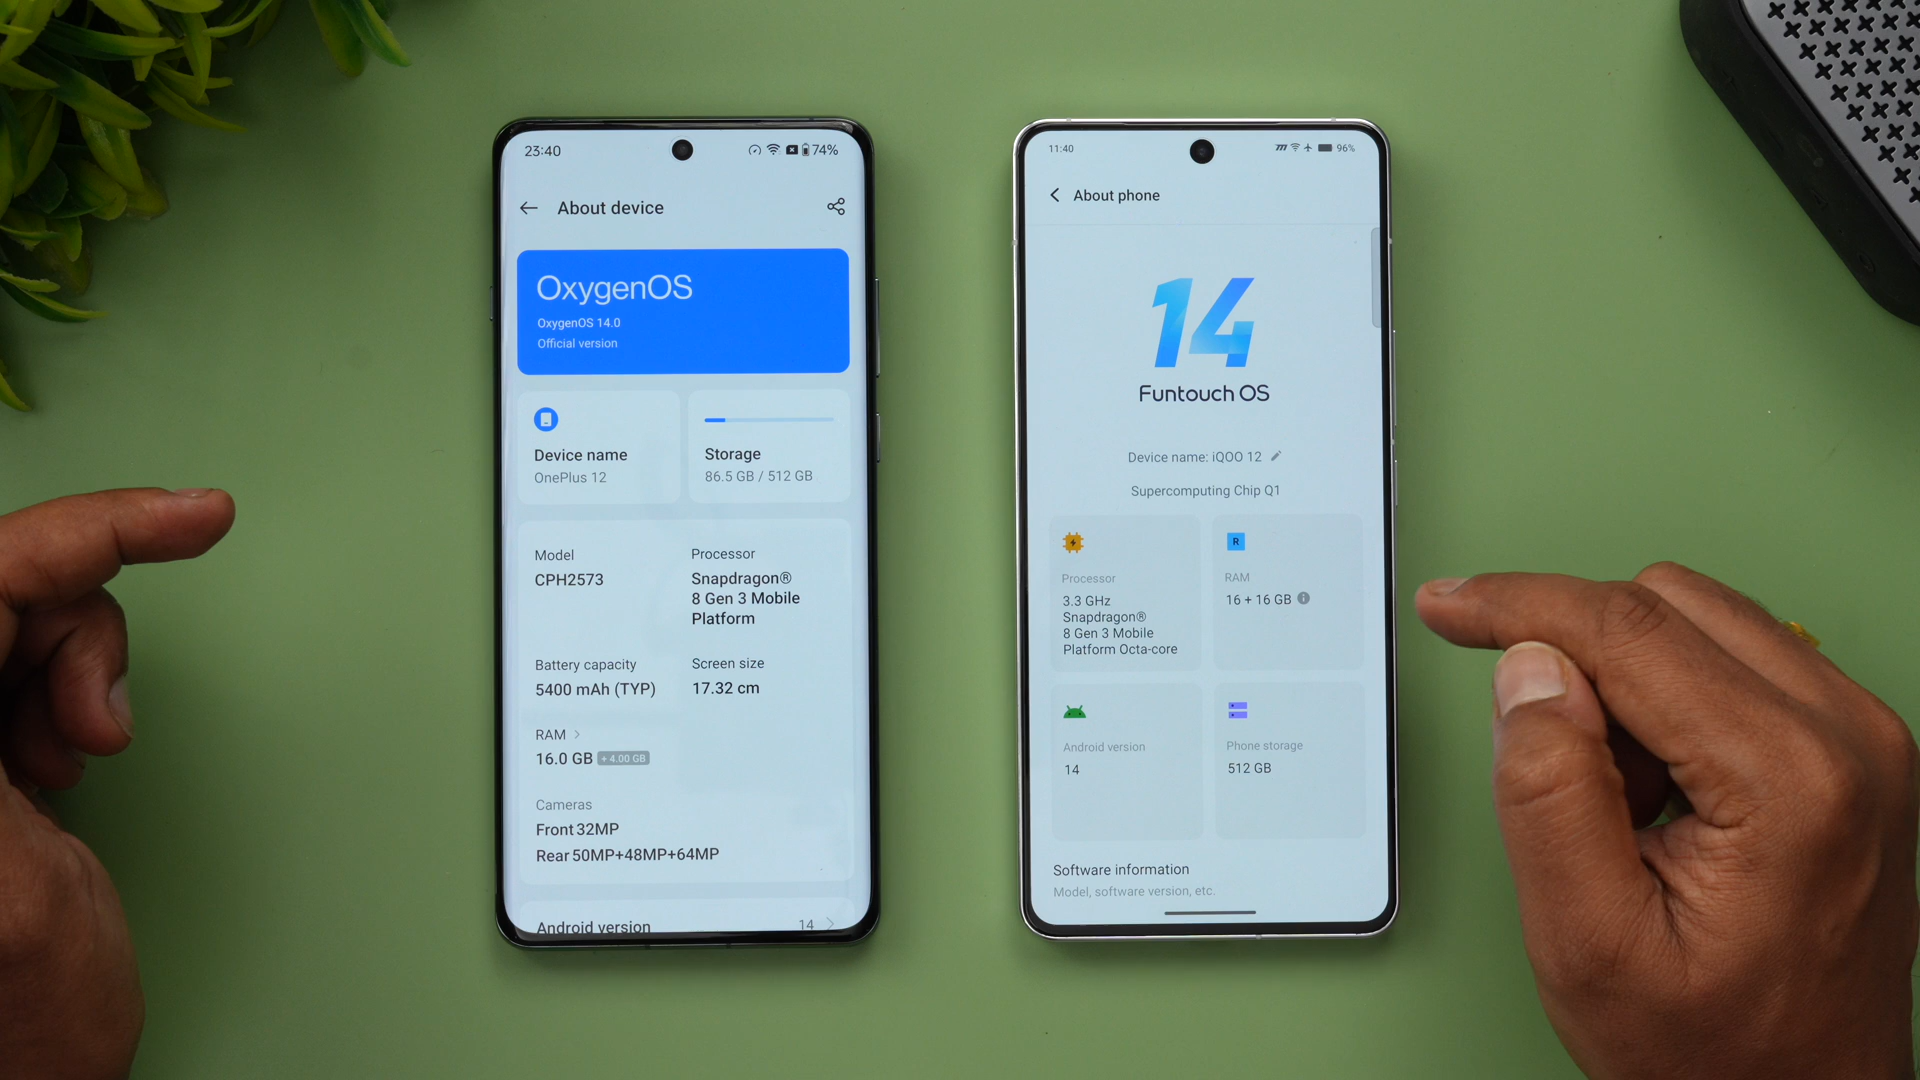 23:40
74%
About device
OxygenOS
OxygenOS 14.0
Official version
Device name
OnePlus 12
Storage
86.5 GB / 512 GB
Model
CPH2573
Processor
Snapdragon®
8 Gen 3 Mobile
Platform
Battery capacity
5400 mAh (TYP)
Screen size
17.32 cm
RAM
16.0 GB + 4.00 GB
Cameras
Front 32MP
Rear 50MP+48MP+64MP
Android version 14
11:40
96%
About phone
14
Funtouch OS
Device name: iQOO 12
Supercomputing Chip Q1
Processor
3.3 GHz
Snapdragon®
8 Gen 3 Mobile
Platform Octa-core
R
RAM
16 + 16 GB
Android version
14
Phone storage
512 GB
Software information
Model, software version, etc.